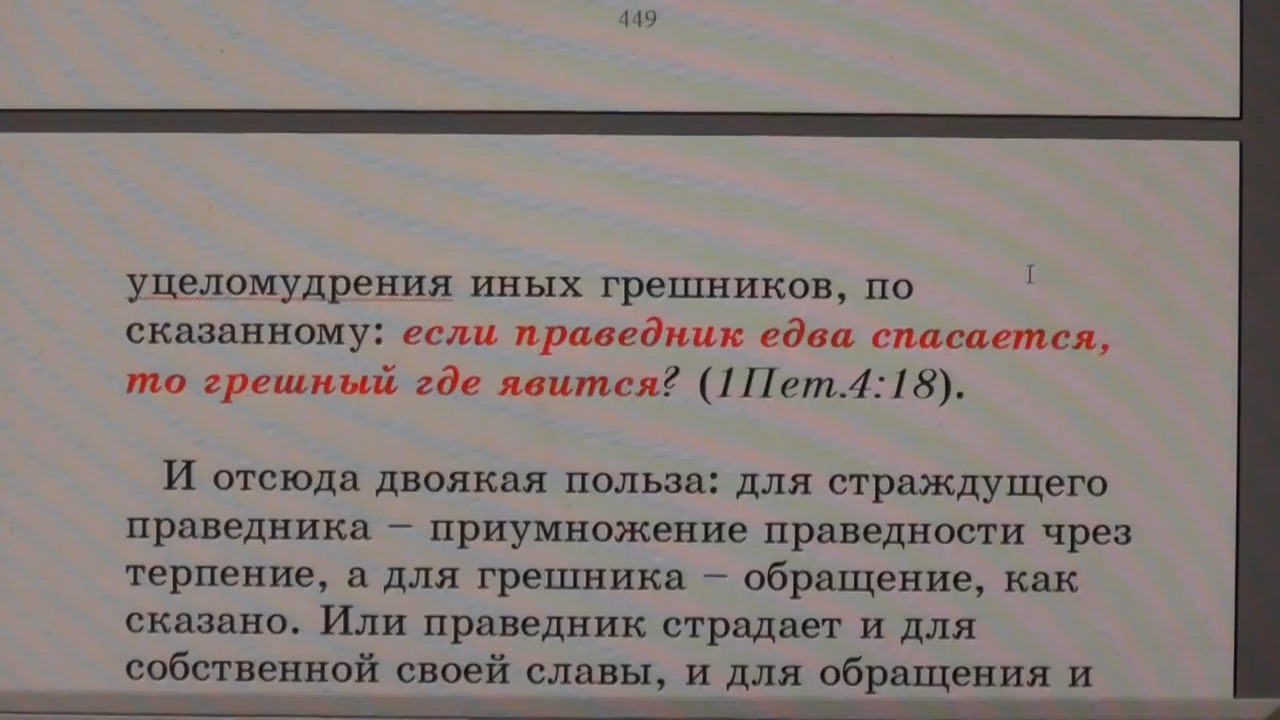 449
уцеломудрения иных грешников, по
сказанному: если праведник едва спасается,
то грешный где явится? (1Пет.4:18).
И отсюда двоякая польза: для страждущего
праведника – приумножение праведности чрез
терпение, а для грешника – обращение, как
сказано. Или праведник страдает и для
собственной своей славы, и для обращения и